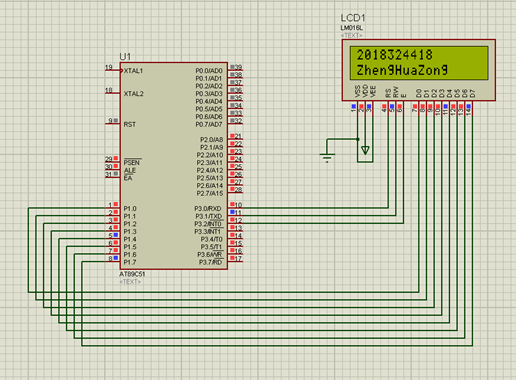 LCD1
LM016L
<TEXT>
2018324418
ZhengHuaZong
VSS VDD VEE RS RW E D0 D1 D2 D3 D4 D5 D6 D7
1 2 3 4 5 6 7 8 9 10 11 12 13 14
U1
19 XTAL1
18 XTAL2
9 RST
29 PSEN
30 ALE
31 EA
1 P1.0
2 P1.1
3 P1.2
4 P1.3
5 P1.4
6 P1.5
7 P1.6
8 P1.7
P0.0/AD0 39
P0.1/AD1 38
P0.2/AD2 37
P0.3/AD3 36
P0.4/AD4 35
P0.5/AD5 34
P0.6/AD6 33
P0.7/AD7 32
P2.0/A8 21
P2.1/A9 22
P2.2/A10 23
P2.3/A11 24
P2.4/A12 25
P2.5/A13 26
P2.6/A14 27
P2.7/A15 28
P3.0/RXD 10
P3.1/TXD 11
P3.2/INT0 12
P3.3/INT1 13
P3.4/T0 14
P3.5/T1 15
P3.6/WR 16
P3.7/RD 17
AT89C51
<TEXT>